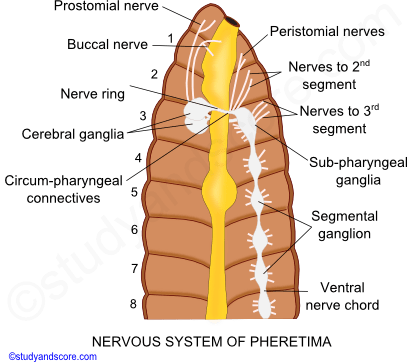 Prostomial nerve
Buccal nerve
Nerve ring
Cerebral ganglia
Circum-pharyngeal
connectives
1
2
3
4
5
6
7
8
Peristomial nerves
Nerves to 2nd
segment
Nerves to 3rd
segment
Sub-pharyngeal
ganglia
Segmental
ganglion
Ventral
nerve chord
NERVOUS SYSTEM OF PHERETIMA
©studyandscore.com
©studyandscore.com